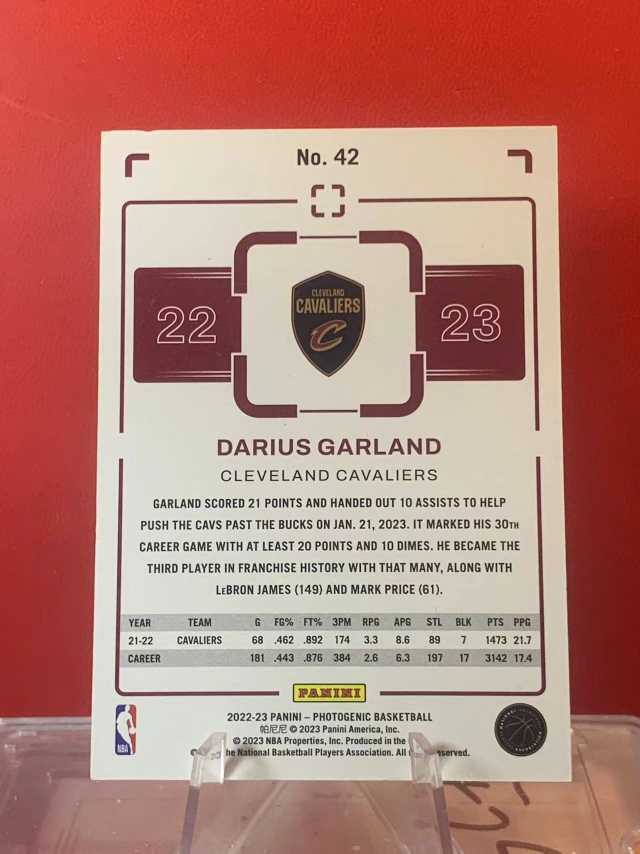 No. 42
22
CLEVELAND
CAVALIERS
C
23
DARIUS GARLAND
CLEVELAND CAVALIERS
GARLAND SCORED 21 POINTS AND HANDED OUT 10 ASSISTS TO HELP
PUSH THE CAVS PAST THE BUCKS ON JAN. 21, 2023. IT MARKED HIS 30TH
CAREER GAME WITH AT LEAST 20 POINTS AND 10 DIMES. HE BECAME THE
THIRD PLAYER IN FRANCHISE HISTORY WITH THAT MANY, ALONG WITH
LEBRON JAMES (149) AND MARK PRICE (61).
YEAR TEAM G FG% FT% 3PM RPG APG STL BLK PTS PPG
21-22 CAVALIERS 68 .462 .892 174 3.3 8.6 89 7 1473 21.7
CAREER 181 .443 .876 384 2.6 6.3 197 17 3142 17.4
PANINI
2022-23 PANINI – PHOTOGENIC BASKETBALL
帕尼尼 © 2023 Panini America, Inc.
© 2023 NBA Properties, Inc. Produced in the
the National Basketball Players Association. All served.
NBA